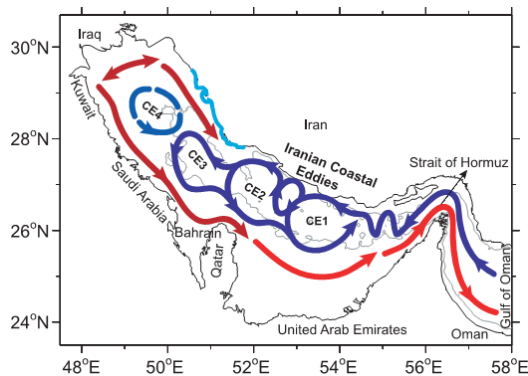 30°N
28°N
26°N
24°N
Iraq
Kuwait
CE4
Iran
Iranian Coastal
Eddies
Strait of Hormuz
CE3
CE2
CE1
Saudi Arabia
Bahrain
Qatar
United Arab Emirates
Gulf of Oman
Oman
48°E
50°E
52°E
54°E
56°E
58°E